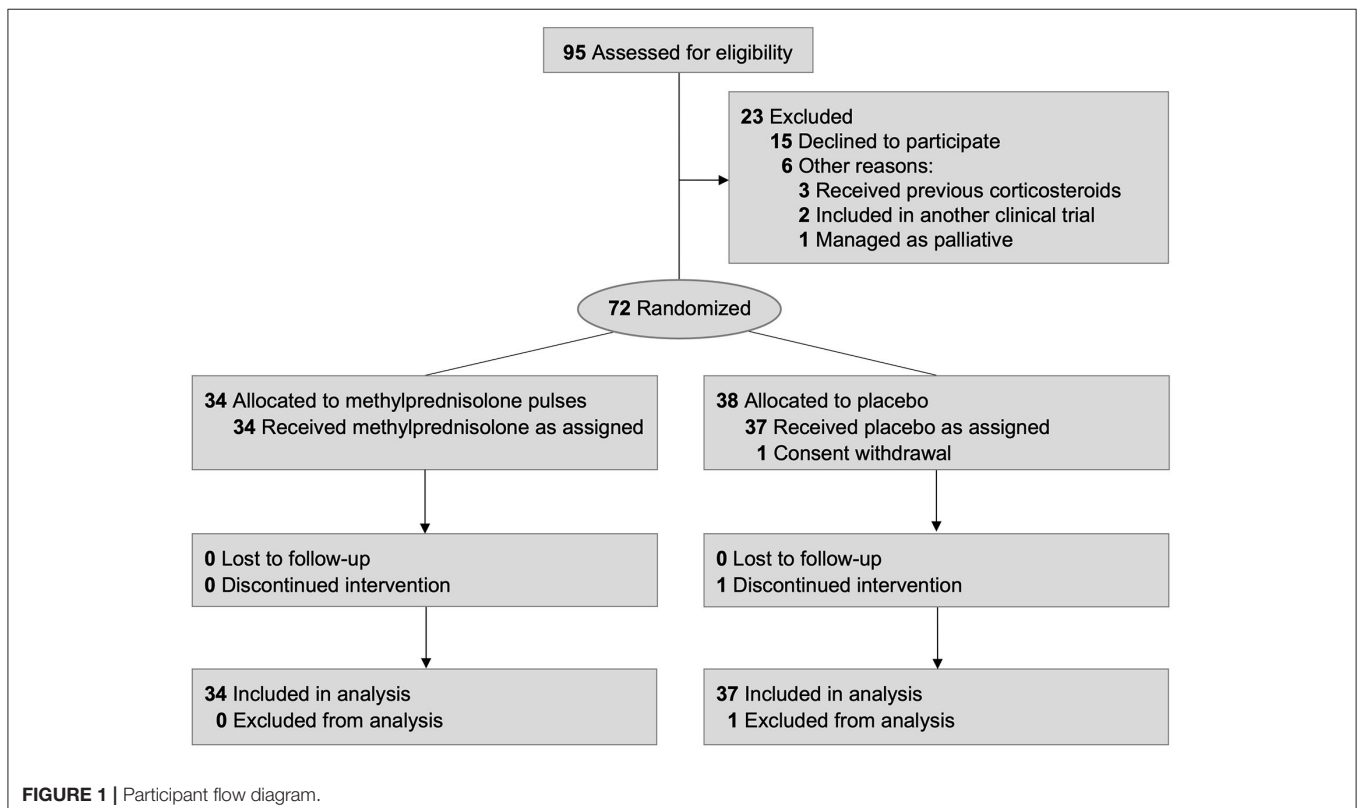 95 Assessed for eligibility
23 Excluded
15 Declined to participate
6 Other reasons:
3 Received previous corticosteroids
2 Included in another clinical trial
1 Managed as palliative
72 Randomized
34 Allocated to methylprednisolone pulses
34 Received methylprednisolone as assigned
38 Allocated to placebo
37 Received placebo as assigned
1 Consent withdrawal
0 Lost to follow-up
0 Discontinued intervention
0 Lost to follow-up
1 Discontinued intervention
34 Included in analysis
0 Excluded from analysis
37 Included in analysis
1 Excluded from analysis
FIGURE 1 | Participant flow diagram.